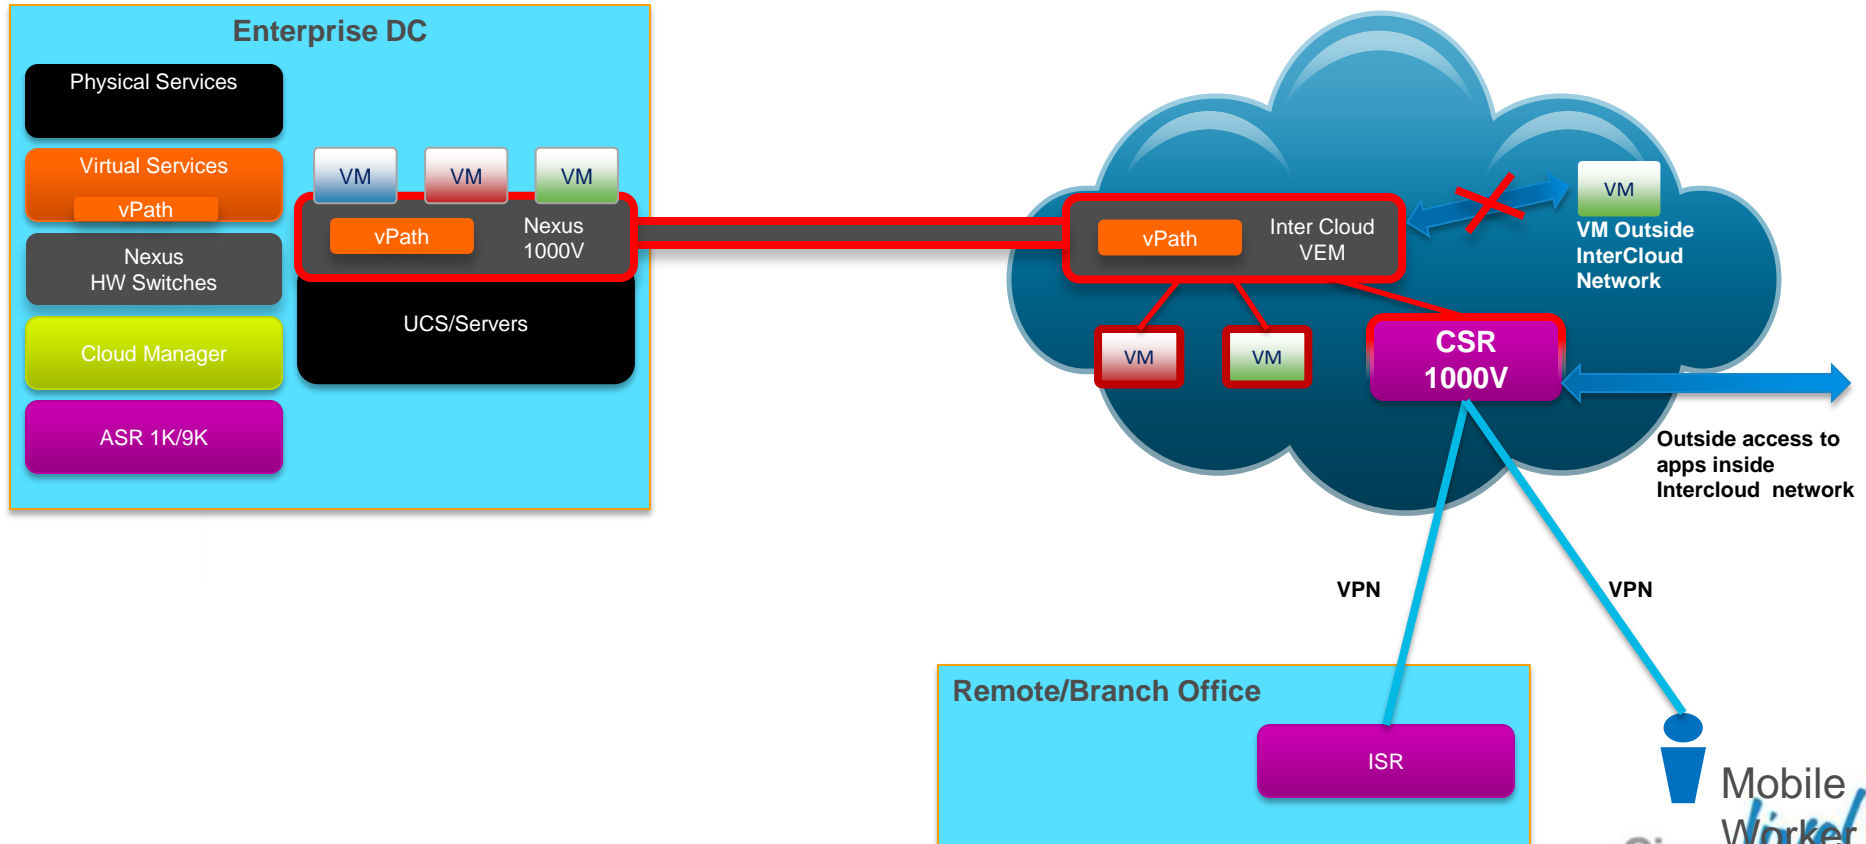 Enterprise DC
Physical Services
Virtual Services
vPath
Nexus
HW Switches
Cloud Manager
ASR 1K/9K
VM
VM
VM
vPath
Nexus
1000V
UCS/Servers
vPath
Inter Cloud
VEM
VM
VM Outside
InterCloud
Network
VM
VM
CSR
1000V
Outside access to
apps inside
Intercloud network
VPN
VPN
Remote/Branch Office
ISR
Mobile
Worker